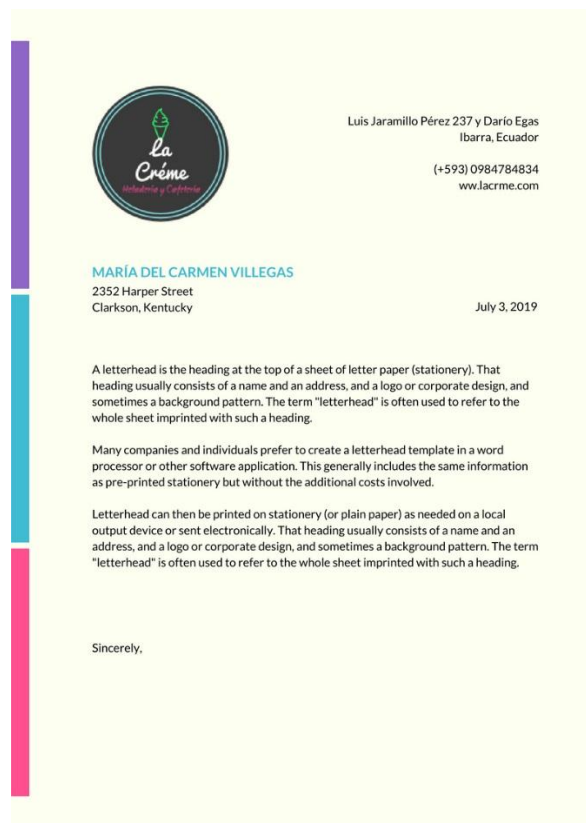 La
Créme
Heladería y Cafetería
Luis Jaramillo Pérez 237 y Darío Egas
Ibarra, Ecuador
(+593) 0984784834
ww.lacrme.com
MARÍA DEL CARMEN VILLEGAS
2352 Harper Street
Clarkson, Kentucky
July 3, 2019
A letterhead is the heading at the top of a sheet of letter paper (stationery). That
heading usually consists of a name and an address, and a logo or corporate design, and
sometimes a background pattern. The term "letterhead" is often used to refer to the
whole sheet imprinted with such a heading.
Many companies and individuals prefer to create a letterhead template in a word
processor or other software application. This generally includes the same information
as pre-printed stationery but without the additional costs involved.
Letterhead can then be printed on stationery (or plain paper) as needed on a local
output device or sent electronically. That heading usually consists of a name and an
address, and a logo or corporate design, and sometimes a background pattern. The term
"letterhead" is often used to refer to the whole sheet imprinted with such a heading.
Sincerely,